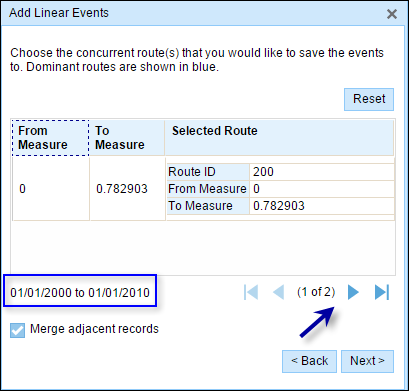 Add Linear Events
Choose the concurrent route(s) that you would like to save the events
to. Dominant routes are shown in blue.
Reset
From Measure To Measure Selected Route
0 0.782903
Route ID 200
From Measure 0
To Measure 0.782903
01/01/2000 to 01/01/2010 (1 of 2)
Merge adjacent records
< Back Next >